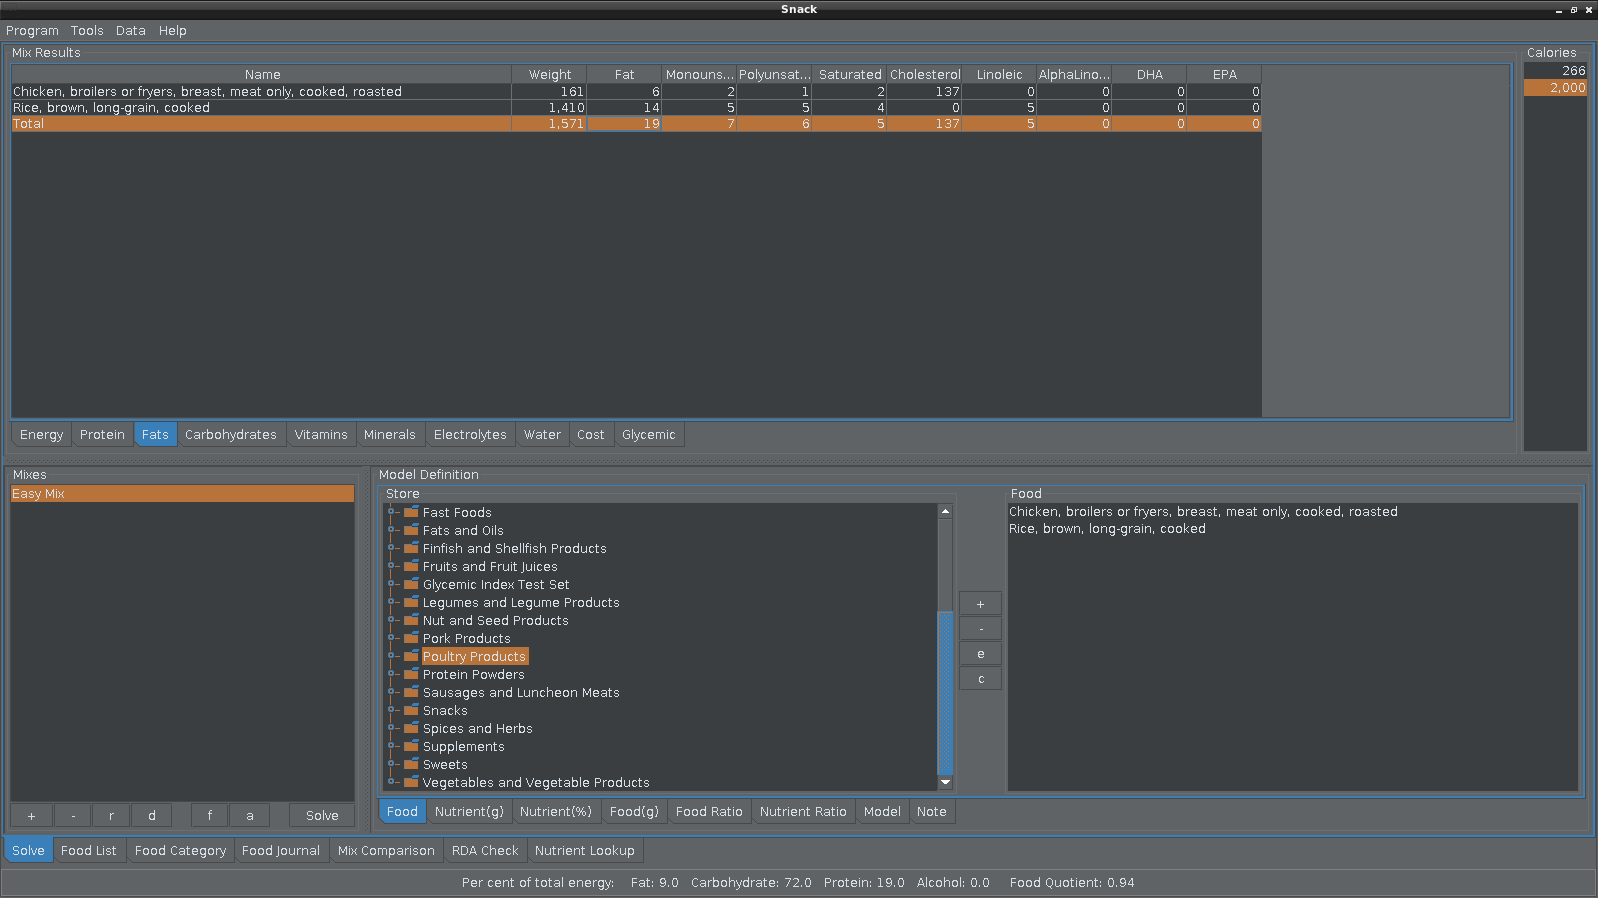 Snack
Program Tools Data Help
Mix Results
Calories
Name Weight Fat Monouns... Polyunsat... Saturated Cholesterol Linoleic AlphaLino... DHA EPA
Chicken, broilers or fryers, breast, meat only, cooked, roasted 161 6 2 1 2 137 0 0 0 0
Rice, brown, long-grain, cooked 1,410 14 5 5 4 0 5 0 0 0
Total 1,571 19 7 6 5 137 5 0 0 0
266
2,000
Energy Protein Fats Carbohydrates Vitamins Minerals Electrolytes Water Cost Glycemic
Mixes
Easy Mix
+ - r d f a Solve
Model Definition
Store
Fast Foods
Fats and Oils
Finfish and Shellfish Products
Fruits and Fruit Juices
Glycemic Index Test Set
Legumes and Legume Products
Nut and Seed Products
Pork Products
Poultry Products
Protein Powders
Sausages and Luncheon Meats
Snacks
Spices and Herbs
Supplements
Sweets
Vegetables and Vegetable Products
+
-
e
c
Food
Chicken, broilers or fryers, breast, meat only, cooked, roasted
Rice, brown, long-grain, cooked
Food Nutrient(g) Nutrient(%) Food(g) Food Ratio Nutrient Ratio Model Note
Solve Food List Food Category Food Journal Mix Comparison RDA Check Nutrient Lookup
Per cent of total energy: Fat: 9.0 Carbohydrate: 72.0 Protein: 19.0 Alcohol: 0.0 Food Quotient: 0.94